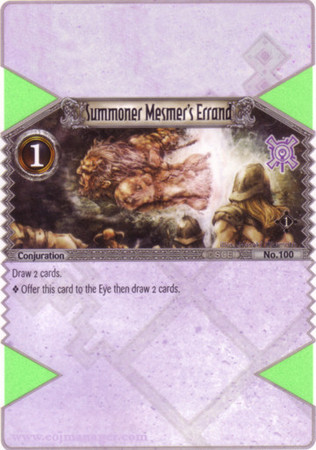 Summoner Mesmer's Errand
1
Conjuration
No.100
Draw 2 cards.
❖ Offer this card to the Eye then draw 2 cards.
www.eojmanager.com